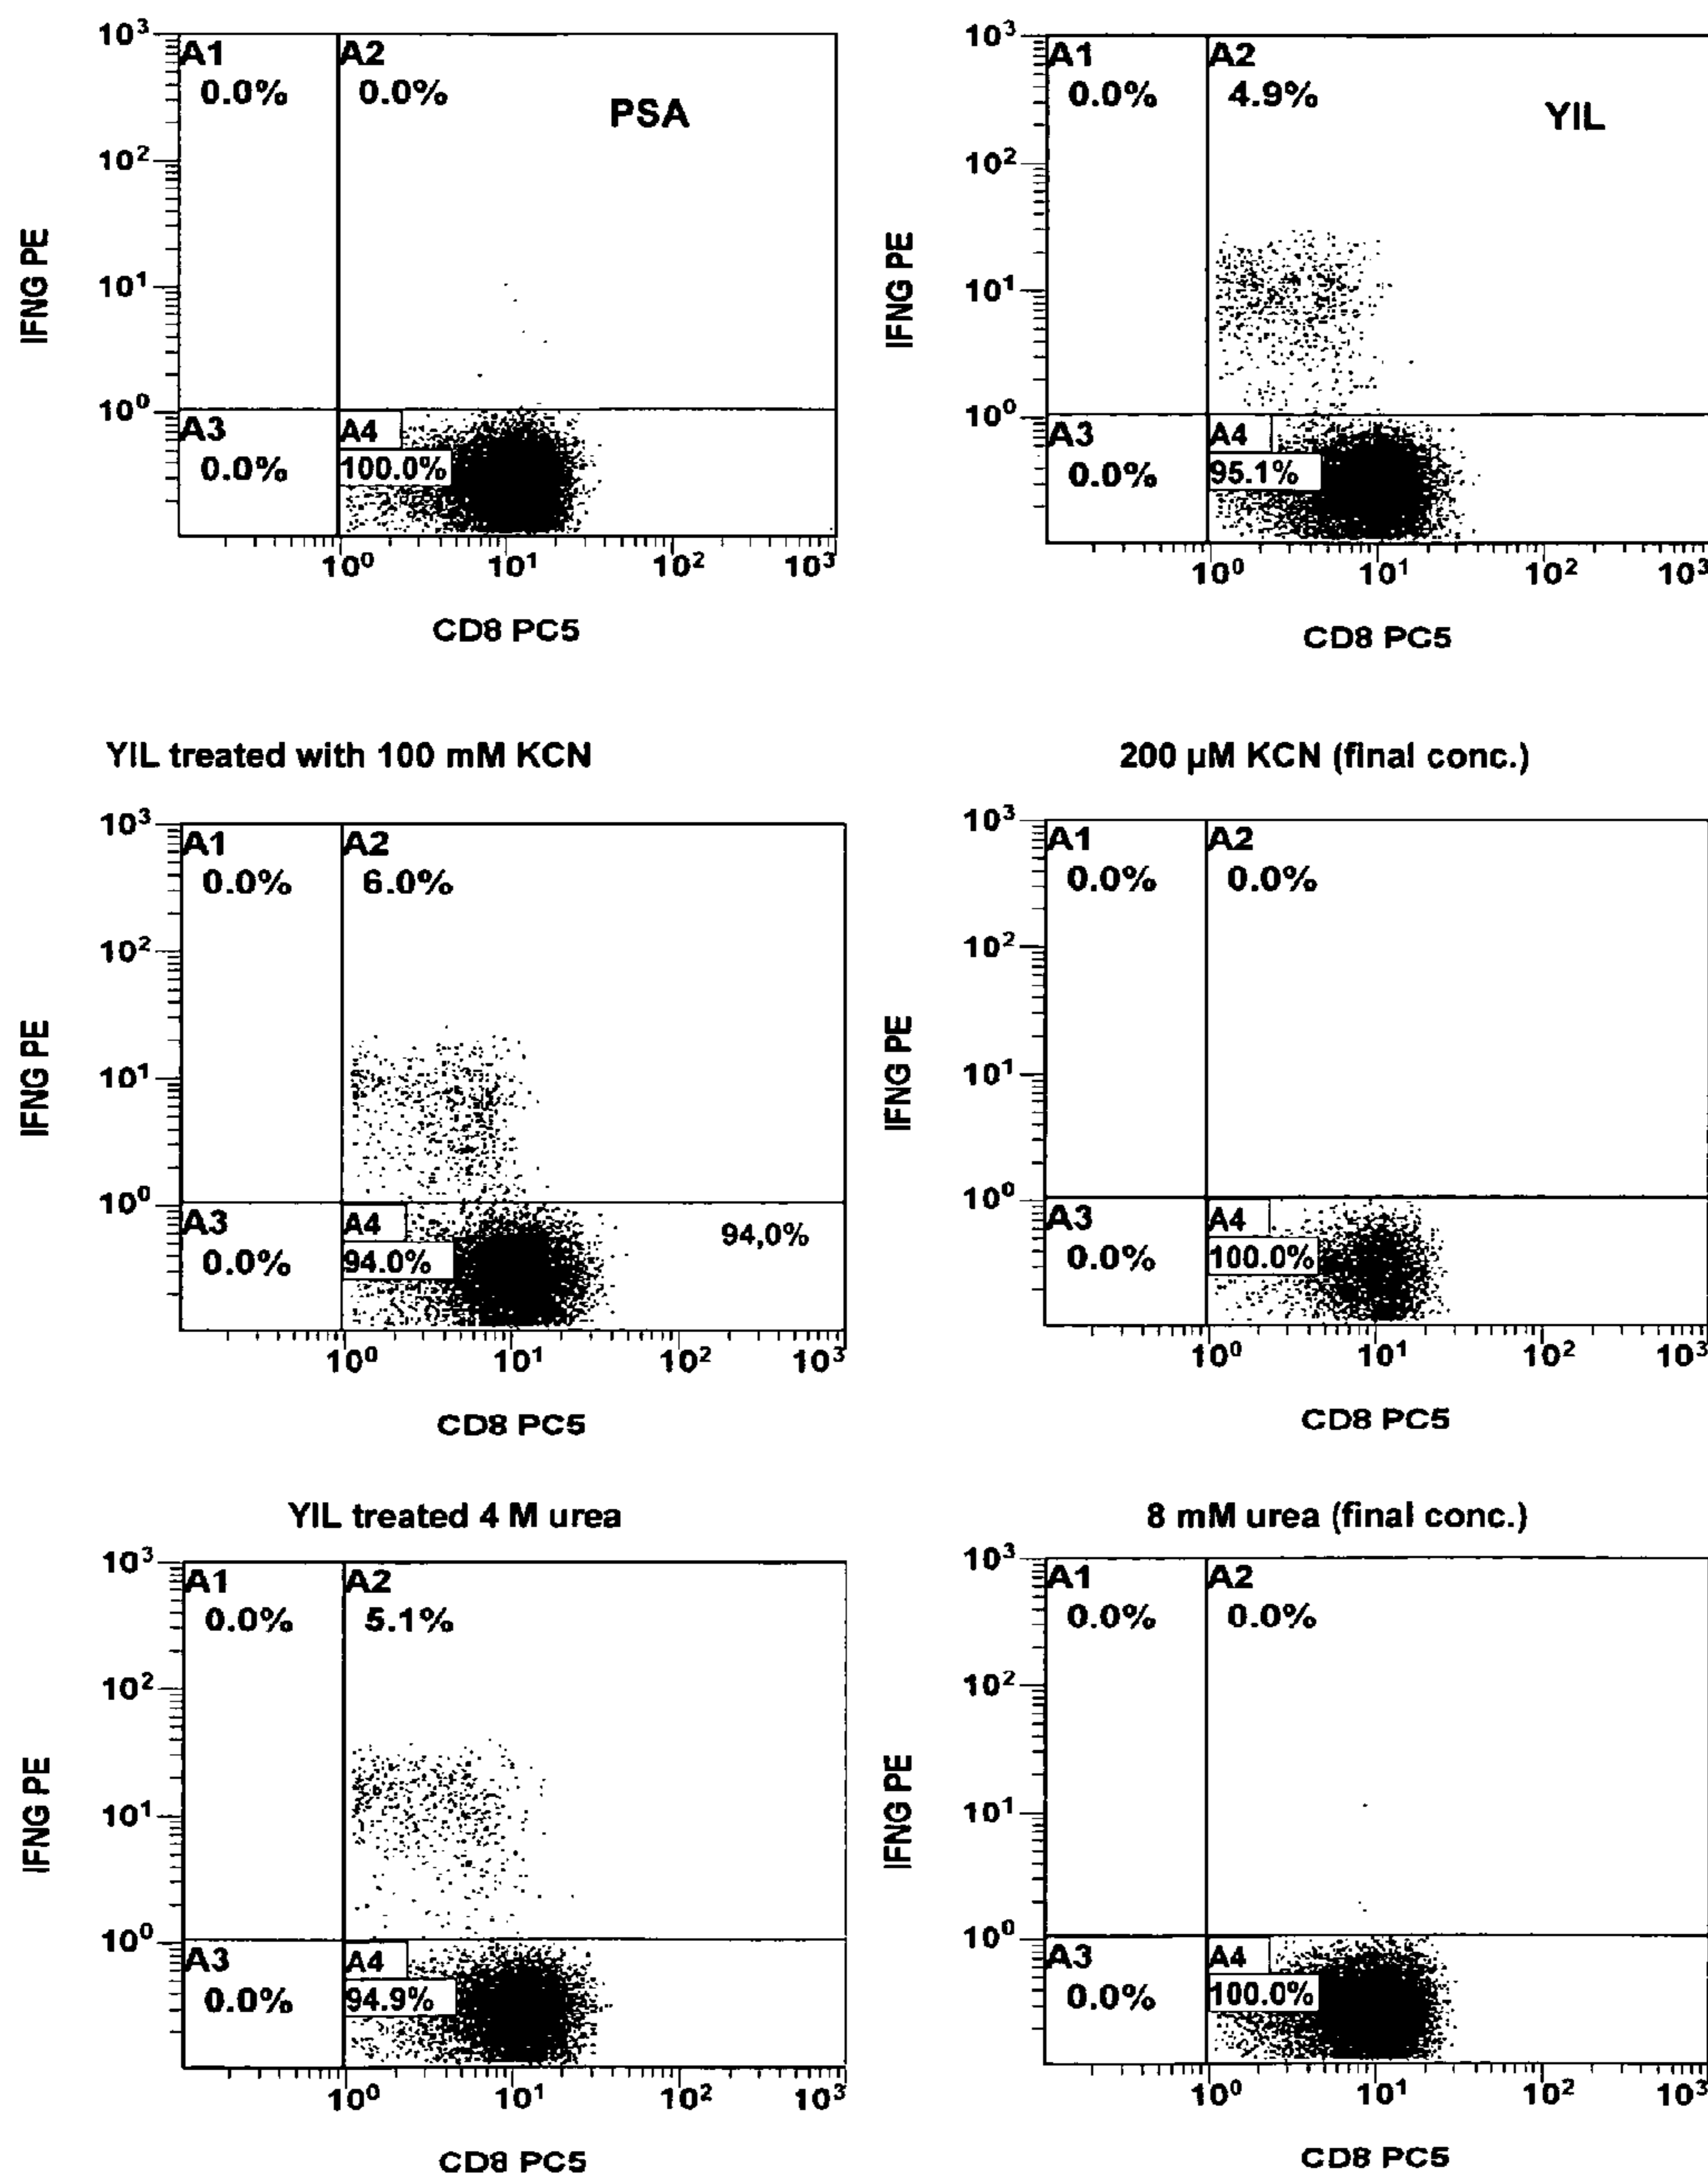 10³ A1 A2
0.0% 0.0% PSA
10²
IFNG PE
10¹
10⁰
A3 A4
0.0% 100.0%
10⁰ 10¹ 10² 10³
CD8 PC5
10³ A1 A2
0.0% 4.9% YIL
10²
IFNG PE
10¹
10⁰
A3 A4
0.0% 95.1%
10⁰ 10¹ 10² 10³
CD8 PC5
YIL treated with 100 mM KCN
10³ A1 A2
0.0% 6.0%
10²
IFNG PE
10¹
10⁰
A3 A4 94,0%
0.0% 94.0%
10⁰ 10¹ 10² 10³
CD8 PC5
200 µM KCN (final conc.)
10³ A1 A2
0.0% 0.0%
10²
IFNG PE
10¹
10⁰
A3 A4
0.0% 100.0%
10⁰ 10¹ 10² 10³
CD8 PC5
YIL treated 4 M urea
10³ A1 A2
0.0% 5.1%
10²
IFNG PE
10¹
10⁰
A3 A4
0.0% 94.9%
10⁰ 10¹ 10² 10³
CD8 PC5
8 mM urea (final conc.)
10³ A1 A2
0.0% 0.0%
10²
IFNG PE
10¹
10⁰
A3 A4
0.0% 100.0%
10⁰ 10¹ 10² 10³
CD8 PC5